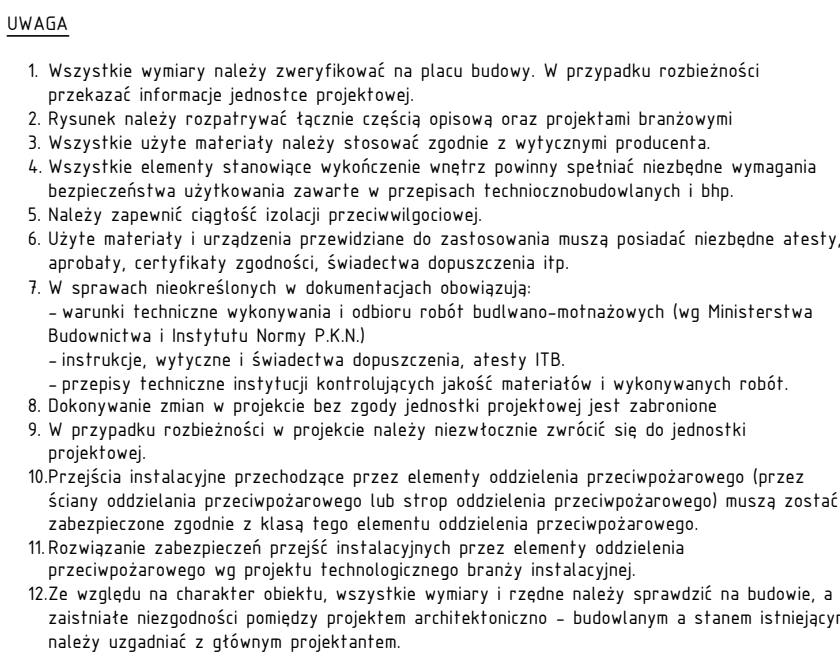 UWAGA
1. Wszystkie wymiary należy zweryfikować na placu budowy. W przypadku rozbieżności
przekazać informacje jednostce projektowej.
2. Rysunek należy rozpatrywać łącznie częścią opisową oraz projektami branżowymi
3. Wszystkie użyte materiały należy stosować zgodnie z wytycznymi producenta.
4. Wszystkie elementy stanowiące wykończenie wnętrz powinny spełniać niezbędne wymagania
bezpieczeństwa użytkowania zawarte w przepisach techniocznobudowlanych i bhp.
5. Należy zapewnić ciągłość izolacji przeciwwilgociowej.
6. Użyte materiały i urządzenia przewidziane do zastosowania muszą posiadać niezbędne atesty,
aprobaty, certyfikaty zgodności, świadectwa dopuszczenia itp.
7. W sprawach nieokreślonych w dokumentacjach obowiązują:
- warunki techniczne wykonywania i odbioru robót budlwano-motnażowych (wg Ministerstwa
Budownictwa i Instytutu Normy P.K.N.)
- instrukcje, wytyczne i świadectwa dopuszczenia, atesty ITB.
- przepisy techniczne instytucji kontrolujących jakość materiałów i wykonywanych robót.
8. Dokonywanie zmian w projekcie bez zgody jednostki projektowej jest zabronione
9. W przypadku rozbieżności w projekcie należy niezwłocznie zwrócić się do jednostki
projektowej.
10.Przejścia instalacyjne przechodzące przez elementy oddzielenia przeciwpożarowego (przez
ściany oddzielania przeciwpożarowego lub strop oddzielenia przeciwpożarowego) muszą zostać
zabezpieczone zgodnie z klasą tego elementu oddzielenia przeciwpożarowego.
11. Rozwiązanie zabezpieczeń przejść instalacyjnych przez elementy oddzielenia
przeciwpożarowego wg projektu technologicznego branży instalacyjnej.
12.Ze względu na charakter obiektu, wszystkie wymiary i rzędne należy sprawdzić na budowie, a
zaistniałe niezgodności pomiędzy projektem architektoniczno - budowlanym a stanem istniejącym
należy uzgadniać z głównym projektantem.